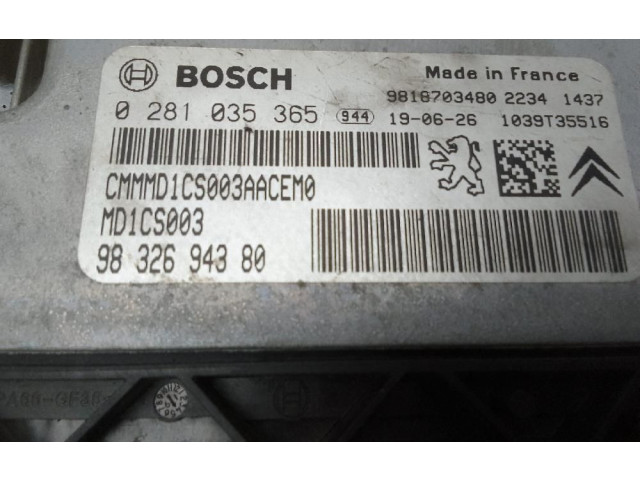 BOSCH
Made in France
9818703480 2234 1437
0 281 035 365 944 19-06-26 1039T35516
CMMMD1CS003AACEM0
MD1CS003
98 326 943 80